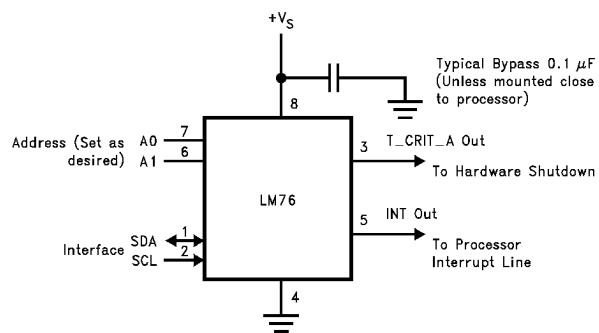 +VS
Typical Bypass 0.1 μF
(Unless mounted close
to processor)
8
Address (Set as
desired)
A0 7
A1 6
3 T_CRIT_A Out
To Hardware Shutdown
LM76
5 INT Out
To Processor
Interrupt Line
Interface
SDA 1
SCL 2
4